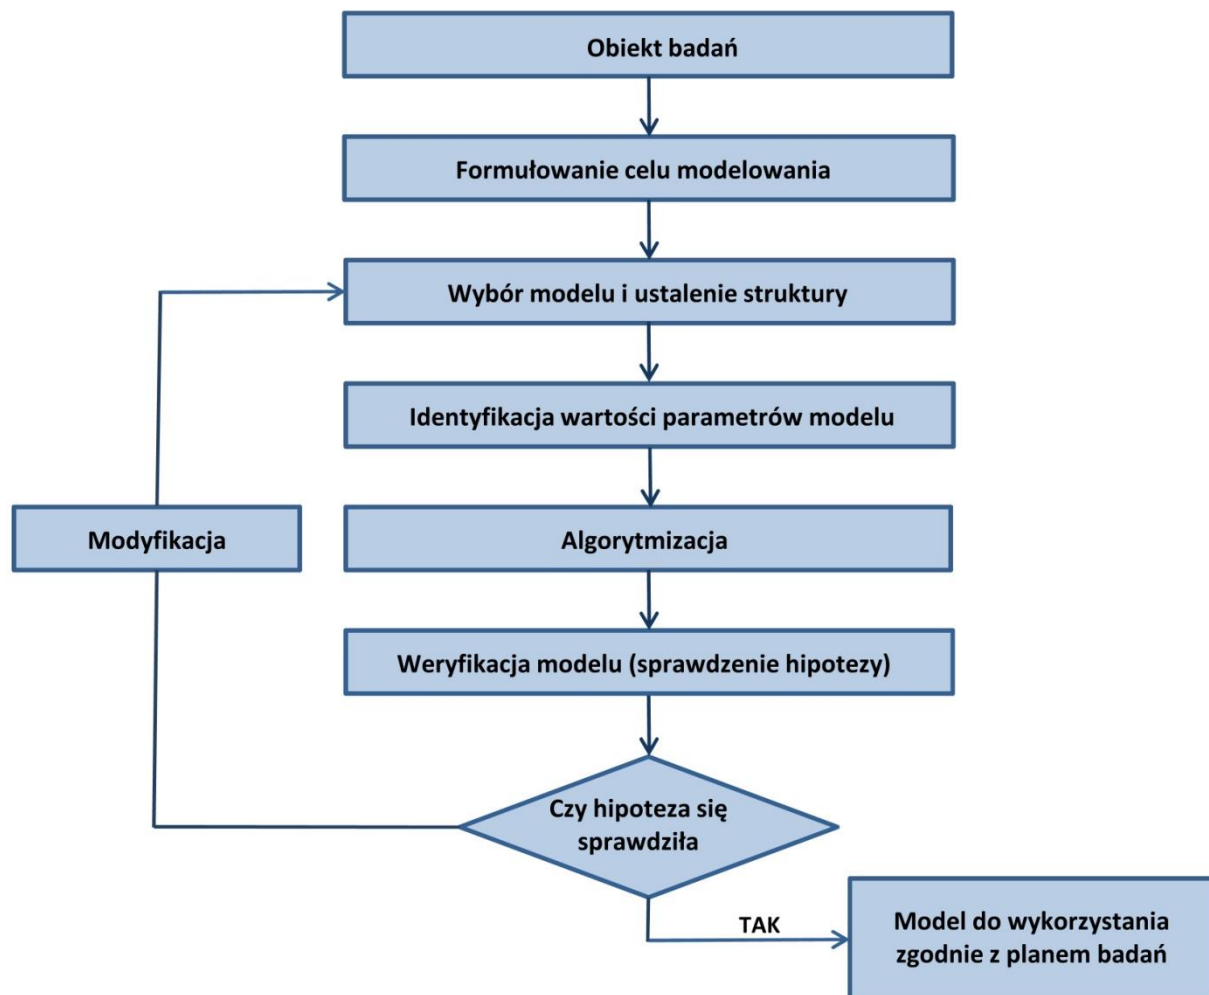 Obiekt badań
Formułowanie celu modelowania
Wybór modelu i ustalenie struktury
Identyfikacja wartości parametrów modelu
Modyfikacja
Algorytmizacja
Weryfikacja modelu (sprawdzenie hipotezy)
Czy hipoteza się
sprawdziła
TAK
Model do wykorzystania
zgodnie z planem badań